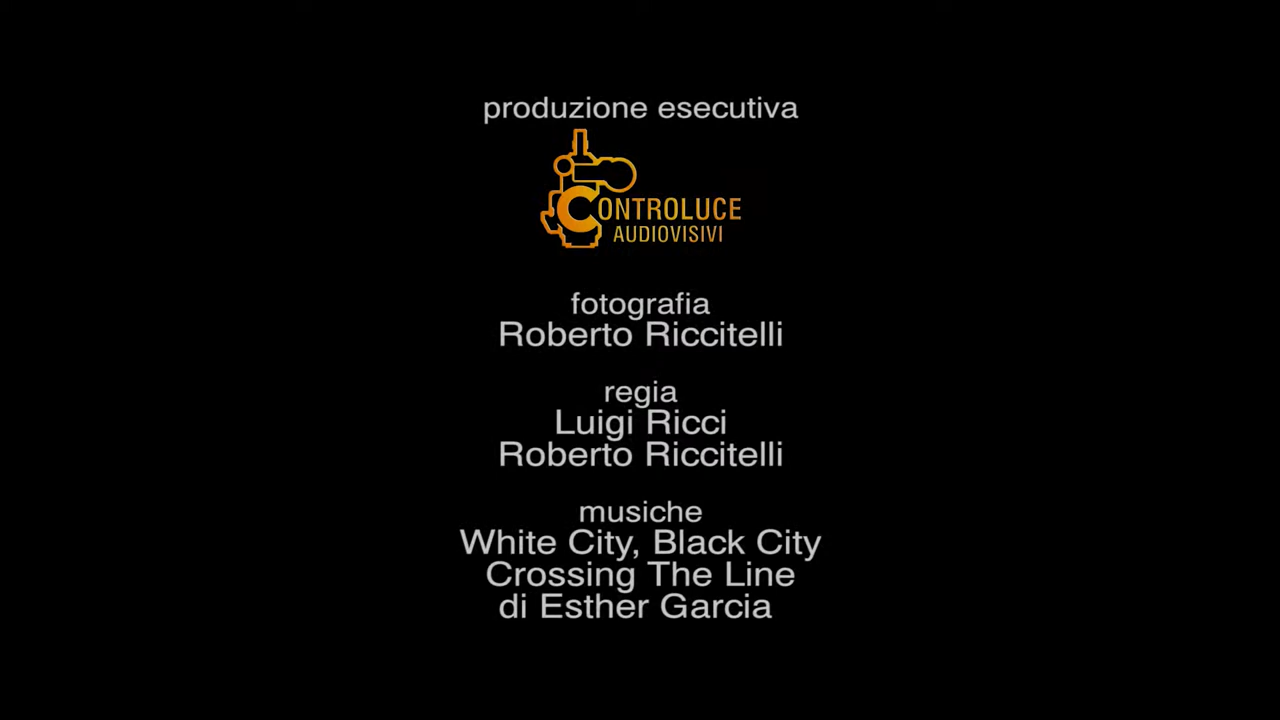 produzione esecutiva
CONTROLUCE
AUDIOVISIVI
fotografia
Roberto Riccitelli
regia
Luigi Ricci
Roberto Riccitelli
musiche
White City, Black City
Crossing The Line
di Esther Garcia